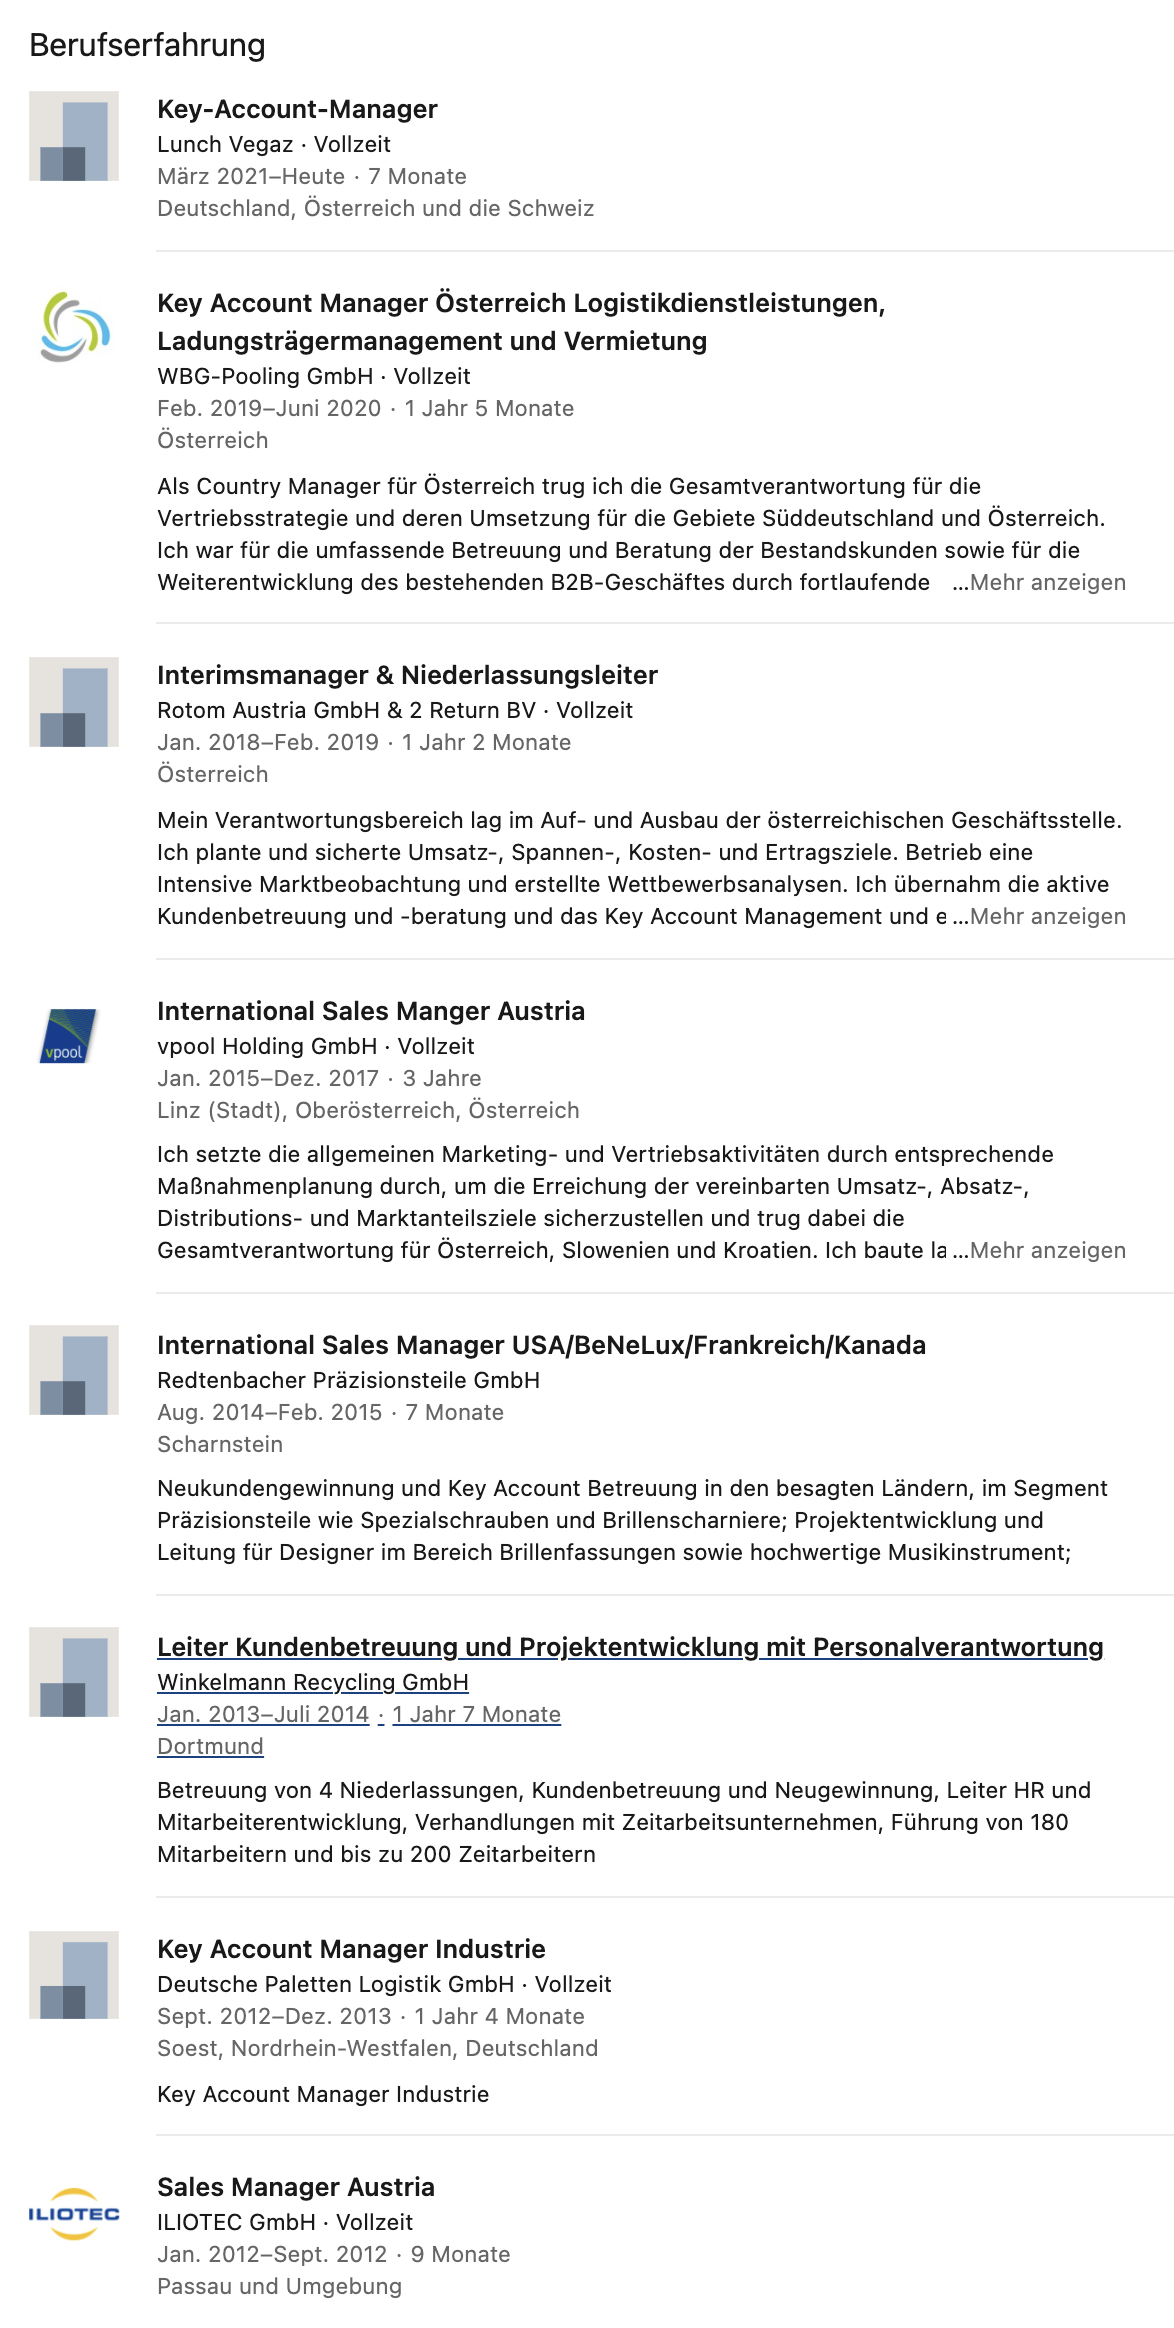 Berufserfahrung
Key-Account-Manager
Lunch Vegaz · Vollzeit
März 2021–Heute · 7 Monate
Deutschland, Österreich und die Schweiz
Key Account Manager Österreich Logistikdienstleistungen,
Ladungsträgermanagement und Vermietung
WBG-Pooling GmbH · Vollzeit
Feb. 2019–Juni 2020 · 1 Jahr 5 Monate
Österreich
Als Country Manager für Österreich trug ich die Gesamtverantwortung für die
Vertriebsstrategie und deren Umsetzung für die Gebiete Süddeutschland und Österreich.
Ich war für die umfassende Betreuung und Beratung der Bestandskunden sowie für die
Weiterentwicklung des bestehenden B2B-Geschäftes durch fortlaufende ...Mehr anzeigen
Interimsmanager & Niederlassungsleiter
Rotom Austria GmbH & 2 Return BV · Vollzeit
Jan. 2018–Feb. 2019 · 1 Jahr 2 Monate
Österreich
Mein Verantwortungsbereich lag im Auf- und Ausbau der österreichischen Geschäftsstelle.
Ich plante und sicherte Umsatz-, Spannen-, Kosten- und Ertragsziele. Betrieb eine
Intensive Marktbeobachtung und erstellte Wettbewerbsanalysen. Ich übernahm die aktive
Kundenbetreuung und -beratung und das Key Account Management und e ...Mehr anzeigen
vpool
International Sales Manger Austria
vpool Holding GmbH · Vollzeit
Jan. 2015–Dez. 2017 · 3 Jahre
Linz (Stadt), Oberösterreich, Österreich
Ich setzte die allgemeinen Marketing- und Vertriebsaktivitäten durch entsprechende
Maßnahmenplanung durch, um die Erreichung der vereinbarten Umsatz-, Absatz-,
Distributions- und Marktanteilsziele sicherzustellen und trug dabei die
Gesamtverantwortung für Österreich, Slowenien und Kroatien. Ich baute la ...Mehr anzeigen
International Sales Manager USA/BeNeLux/Frankreich/Kanada
Redtenbacher Präzisionsteile GmbH
Aug. 2014–Feb. 2015 · 7 Monate
Scharnstein
Neukundengewinnung und Key Account Betreuung in den besagten Ländern, im Segment
Präzisionsteile wie Spezialschrauben und Brillenscharniere; Projektentwicklung und
Leitung für Designer im Bereich Brillenfassungen sowie hochwertige Musikinstrument;
Leiter Kundenbetreuung und Projektentwicklung mit Personalverantwortung
Winkelmann Recycling GmbH
Jan. 2013–Juli 2014 · 1 Jahr 7 Monate
Dortmund
Betreuung von 4 Niederlassungen, Kundenbetreuung und Neugewinnung, Leiter HR und
Mitarbeiterentwicklung, Verhandlungen mit Zeitarbeitsunternehmen, Führung von 180
Mitarbeitern und bis zu 200 Zeitarbeitern
Key Account Manager Industrie
Deutsche Paletten Logistik GmbH · Vollzeit
Sept. 2012–Dez. 2013 · 1 Jahr 4 Monate
Soest, Nordrhein-Westfalen, Deutschland
Key Account Manager Industrie
ILIOTEC
Sales Manager Austria
ILIOTEC GmbH · Vollzeit
Jan. 2012–Sept. 2012 · 9 Monate
Passau und Umgebung